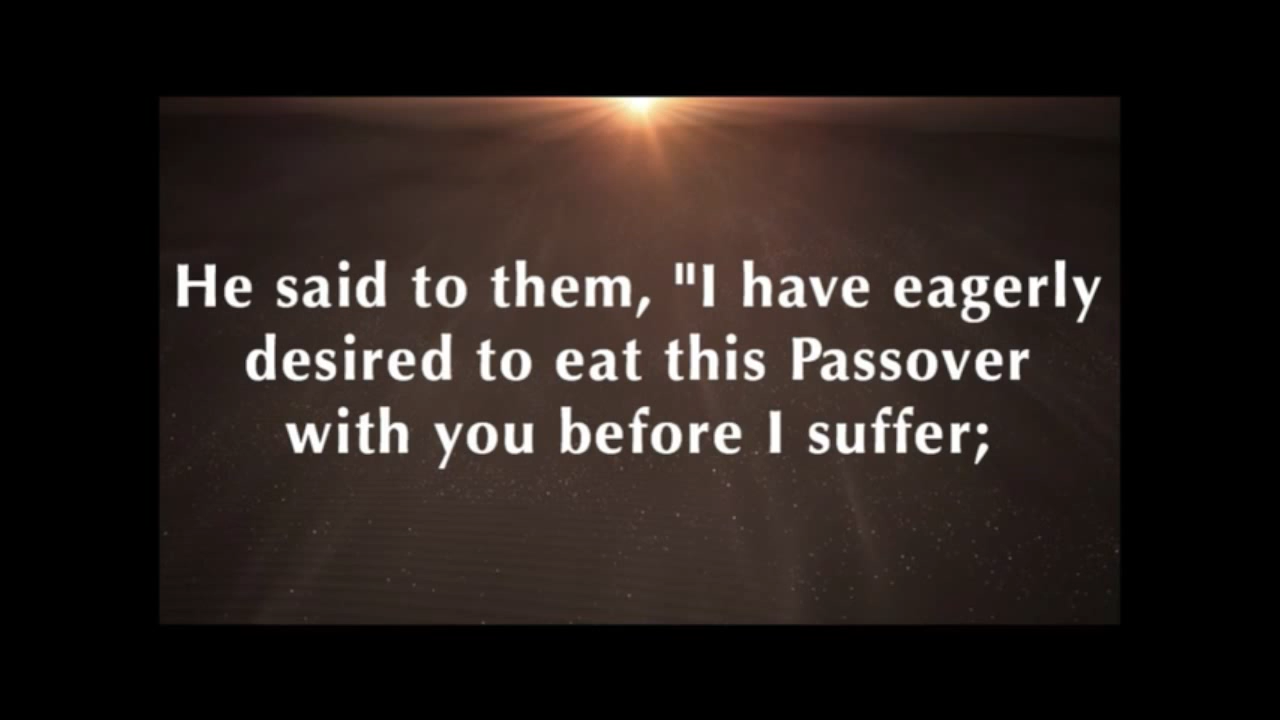 He said to them, "I have eagerly
desired to eat this Passover
with you before I suffer;